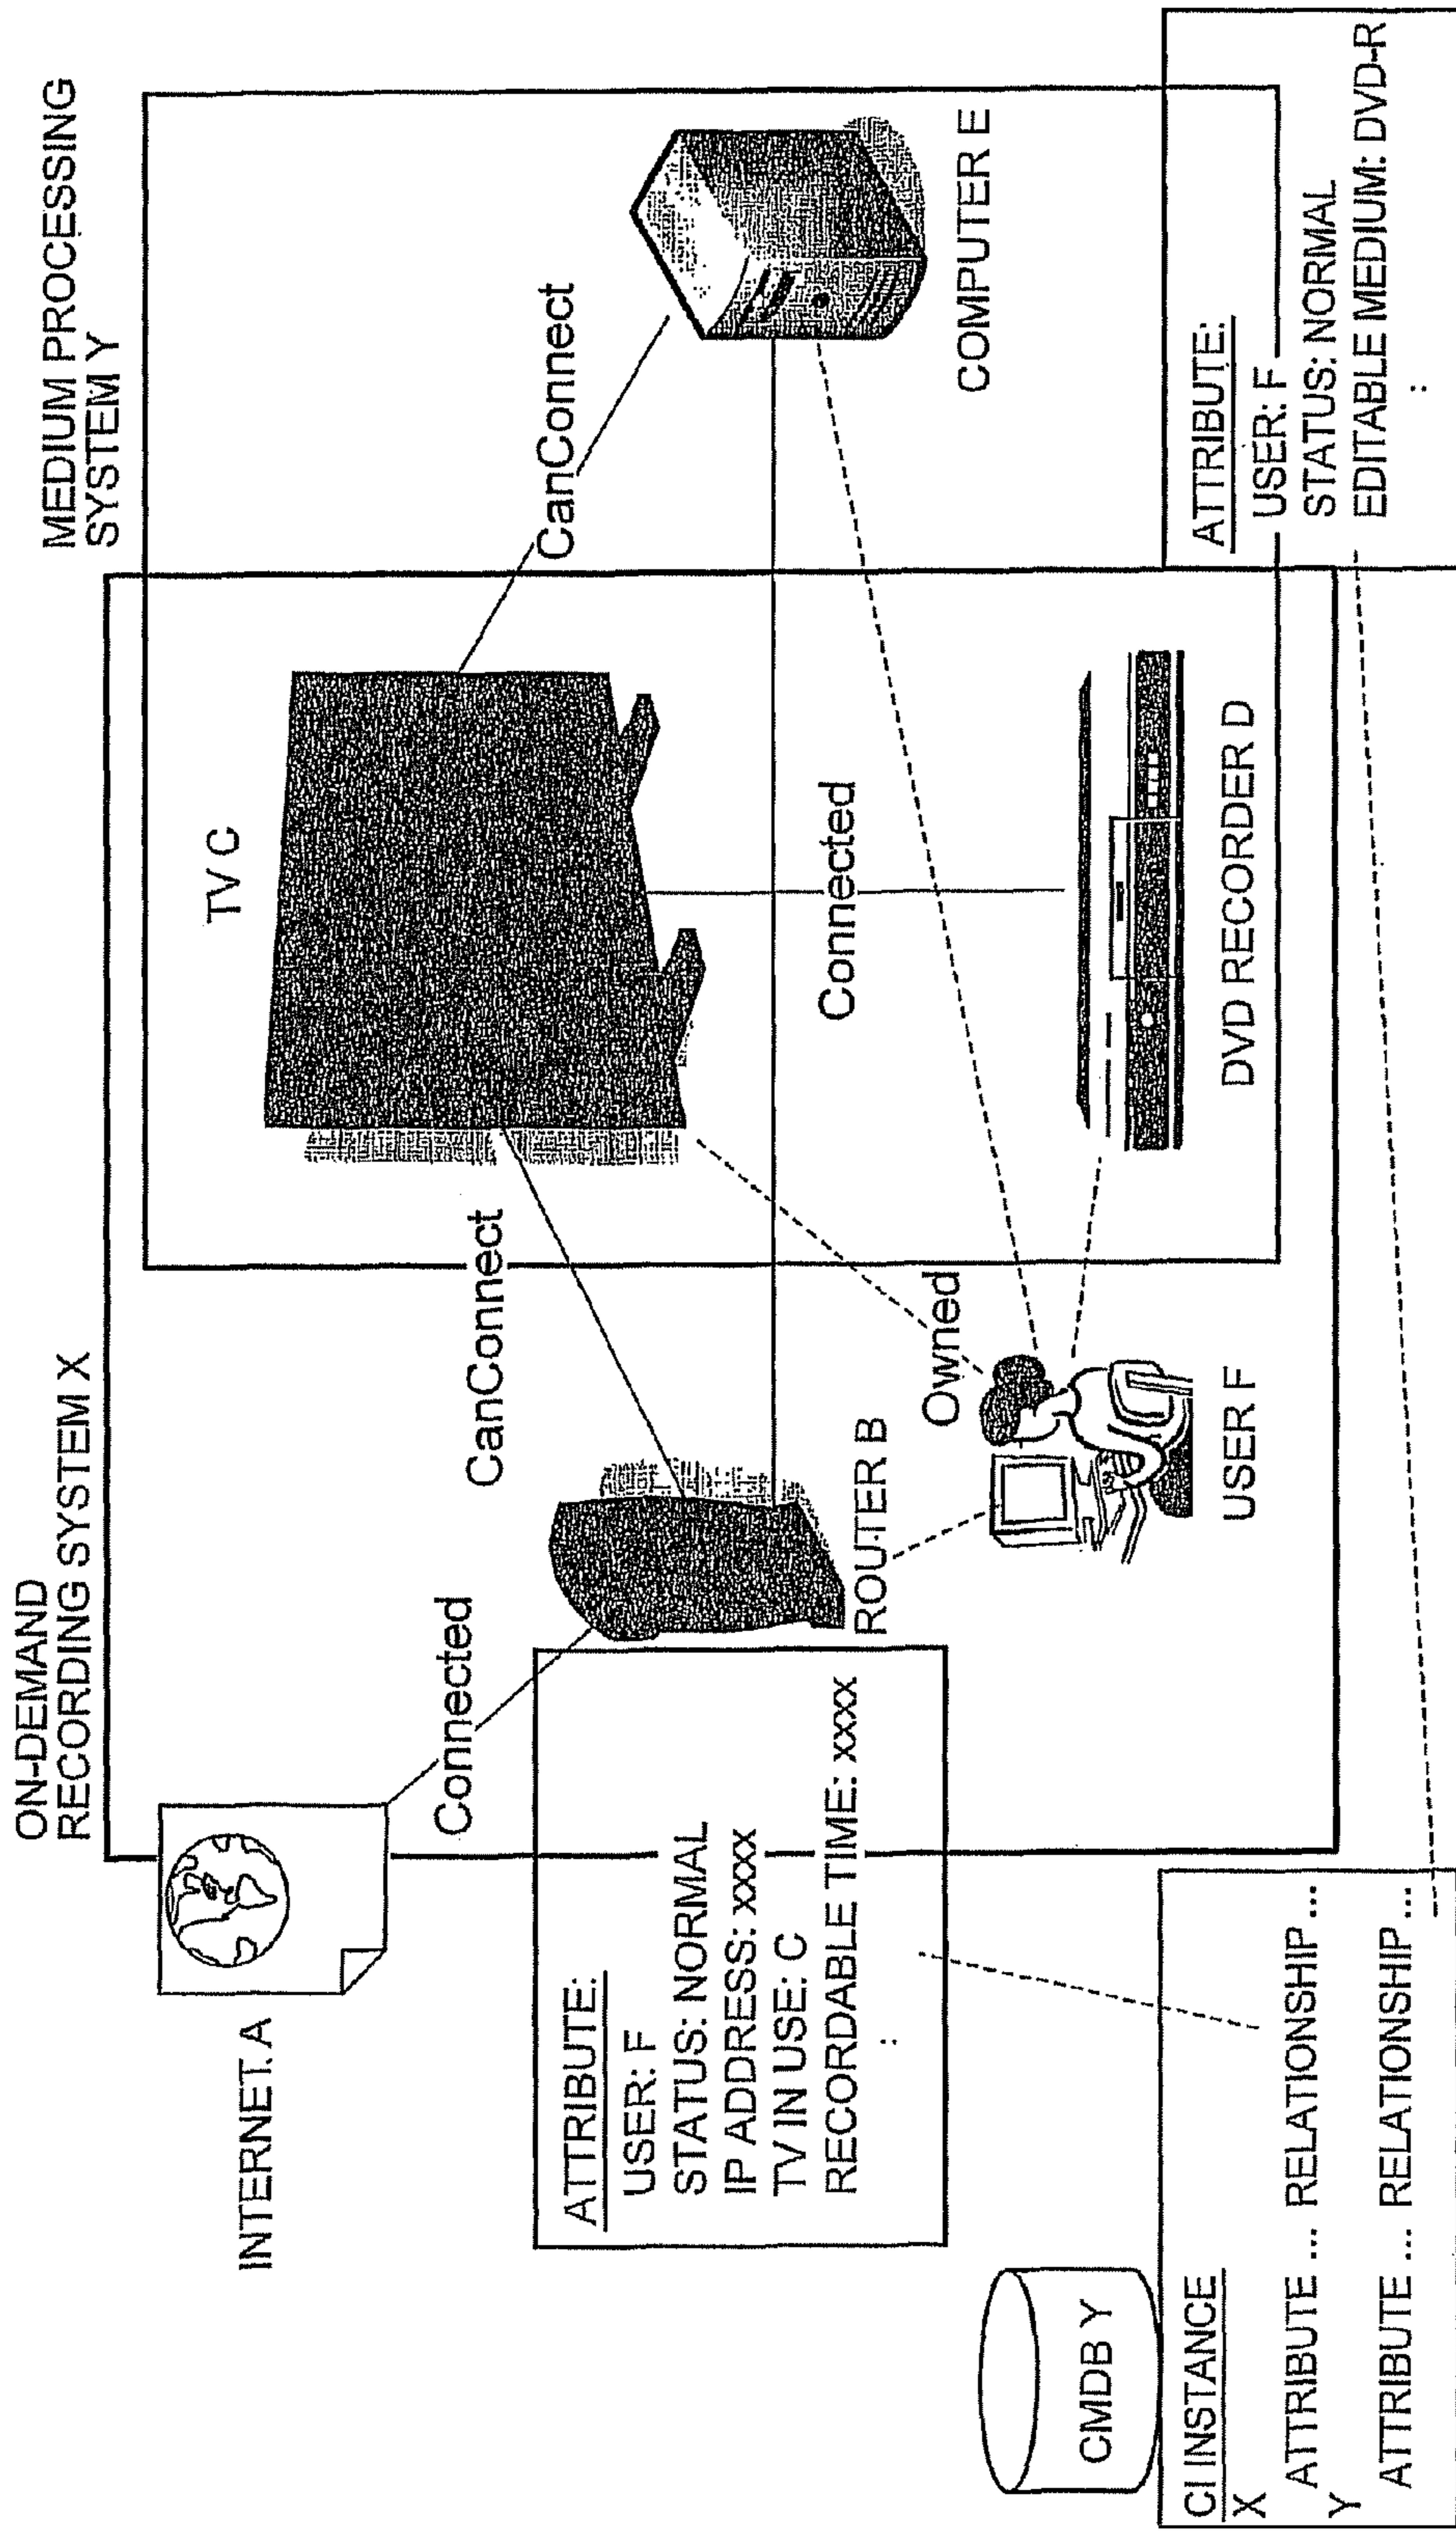 ON-DEMAND
RECORDING SYSTEM X
MEDIUM PROCESSING
SYSTEM Y
INTERNET A
TV C
Connected
CanConnect
CanConnect
ROUTER B
Connected
COMPUTER E
Owned
USER F
DVD RECORDER D
ATTRIBUTE:
USER: F
STATUS: NORMAL
IP ADDRESS: xxxx
TV IN USE: C
RECORDABLE TIME: xxxx
:
ATTRIBUTE:
USER: F
STATUS: NORMAL
EDITABLE MEDIUM: DVD-R
:
CMDB Y
CI INSTANCE
X
ATTRIBUTE ... RELATIONSHIP ...
Y
ATTRIBUTE ... RELATIONSHIP ...